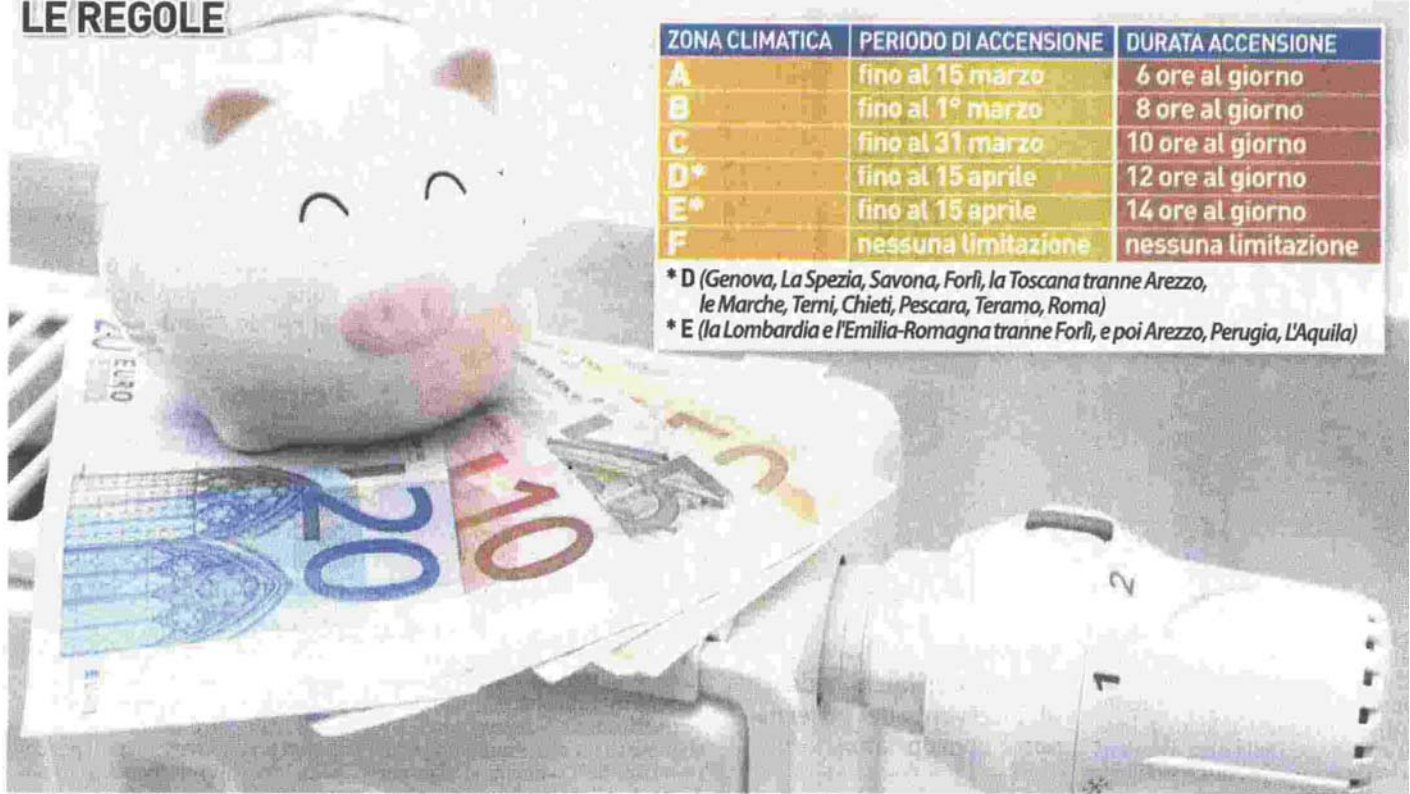 LE REGOLE
ZONA CLIMATICA PERIODO DI ACCENSIONE DURATA ACCENSIONE
A fino al 15 marzo 6 ore al giorno
B fino al 1° marzo 8 ore al giorno
C fino al 31 marzo 10 ore al giorno
D* fino al 15 aprile 12 ore al giorno
E* fino al 15 aprile 14 ore al giorno
F nessuna limitazione nessuna limitazione
* D (Genova, La Spezia, Savona, Forlì, la Toscana tranne Arezzo,
le Marche, Terni, Chieti, Pescara, Teramo, Roma)
* E (la Lombardia e l'Emilia-Romagna tranne Forlì, e poi Arezzo, Perugia, L'Aquila)
20 EURO
20
10
5
2
1